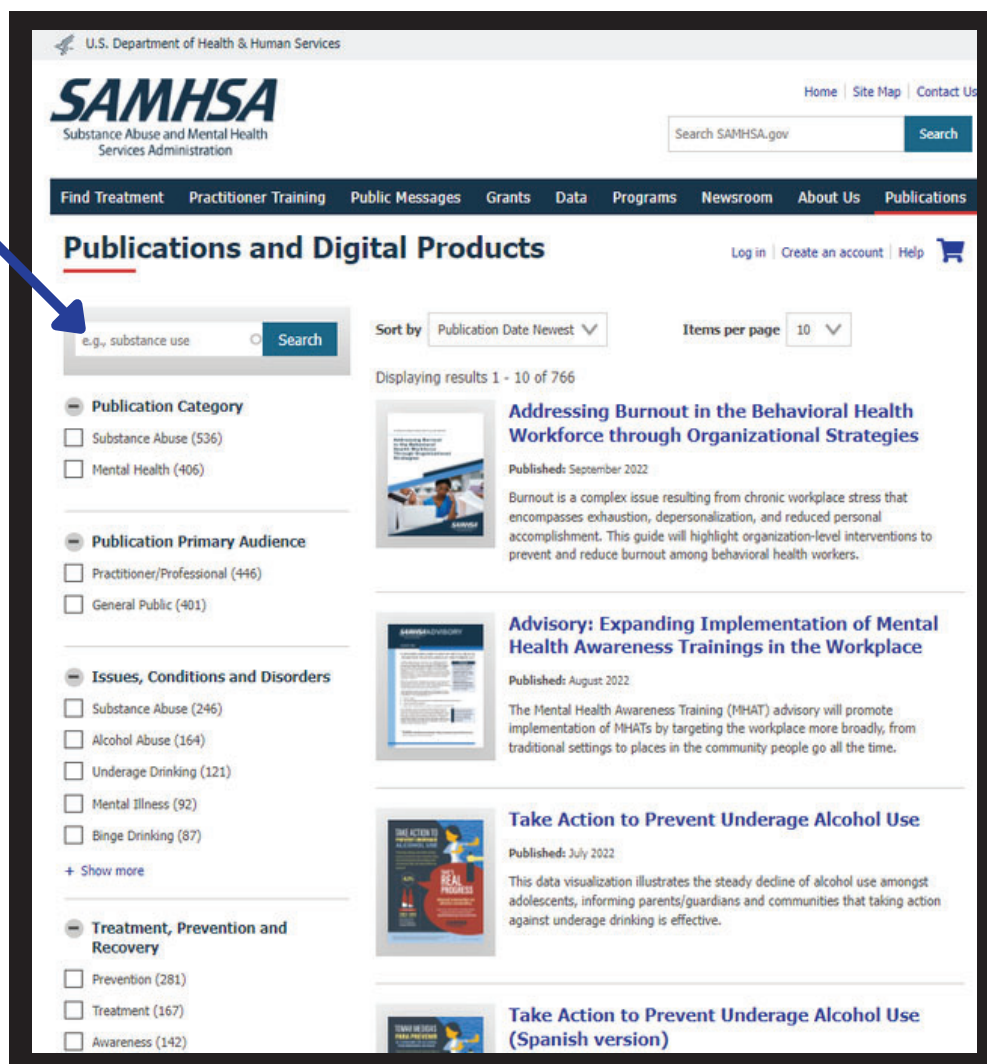 U.S. Department of Health & Human Services
SAMHSA
Substance Abuse and Mental Health
Services Administration
Home | Site Map | Contact Us
Search SAMHSA.gov
Search
Find Treatment Practitioner Training Public Messages Grants Data Programs Newsroom About Us Publications
Publications and Digital Products
Log in | Create an account | Help
e.g., substance use
Search
Publication Category
Substance Abuse (536)
Mental Health (406)
Publication Primary Audience
Practitioner/Professional (446)
General Public (401)
Issues, Conditions and Disorders
Substance Abuse (246)
Alcohol Abuse (164)
Underage Drinking (121)
Mental Illness (92)
Binge Drinking (87)
+ Show more
Treatment, Prevention and
Recovery
Prevention (281)
Treatment (167)
Awareness (142)
Sort by Publication Date Newest
Items per page 10
Displaying results 1 - 10 of 766
Addressing Burnout
in the Behavioral
Health Workforce
Through Organizational
Strategies
SAMHSA
Addressing Burnout in the Behavioral Health
Workforce through Organizational Strategies
Published: September 2022
Burnout is a complex issue resulting from chronic workplace stress that
encompasses exhaustion, depersonalization, and reduced personal
accomplishment. This guide will highlight organization-level interventions to
prevent and reduce burnout among behavioral health workers.
SAMHSA ADVISORY
Advisory: Expanding Implementation of Mental
Health Awareness Trainings in the Workplace
Published: August 2022
The Mental Health Awareness Training (MHAT) advisory will promote
implementation of MHATs by targeting the workplace more broadly, from
traditional settings to places in the community people go all the time.
TAKE ACTION TO
PREVENT UNDERAGE
ALCOHOL USE
THAT'S
REAL
PROGRESS
Take Action to Prevent Underage Alcohol Use
Published: July 2022
This data visualization illustrates the steady decline of alcohol use amongst
adolescents, informing parents/guardians and communities that taking action
against underage drinking is effective.
TOMAR MEDIDAS
PARA PREVENIR
Take Action to Prevent Underage Alcohol Use
(Spanish version)